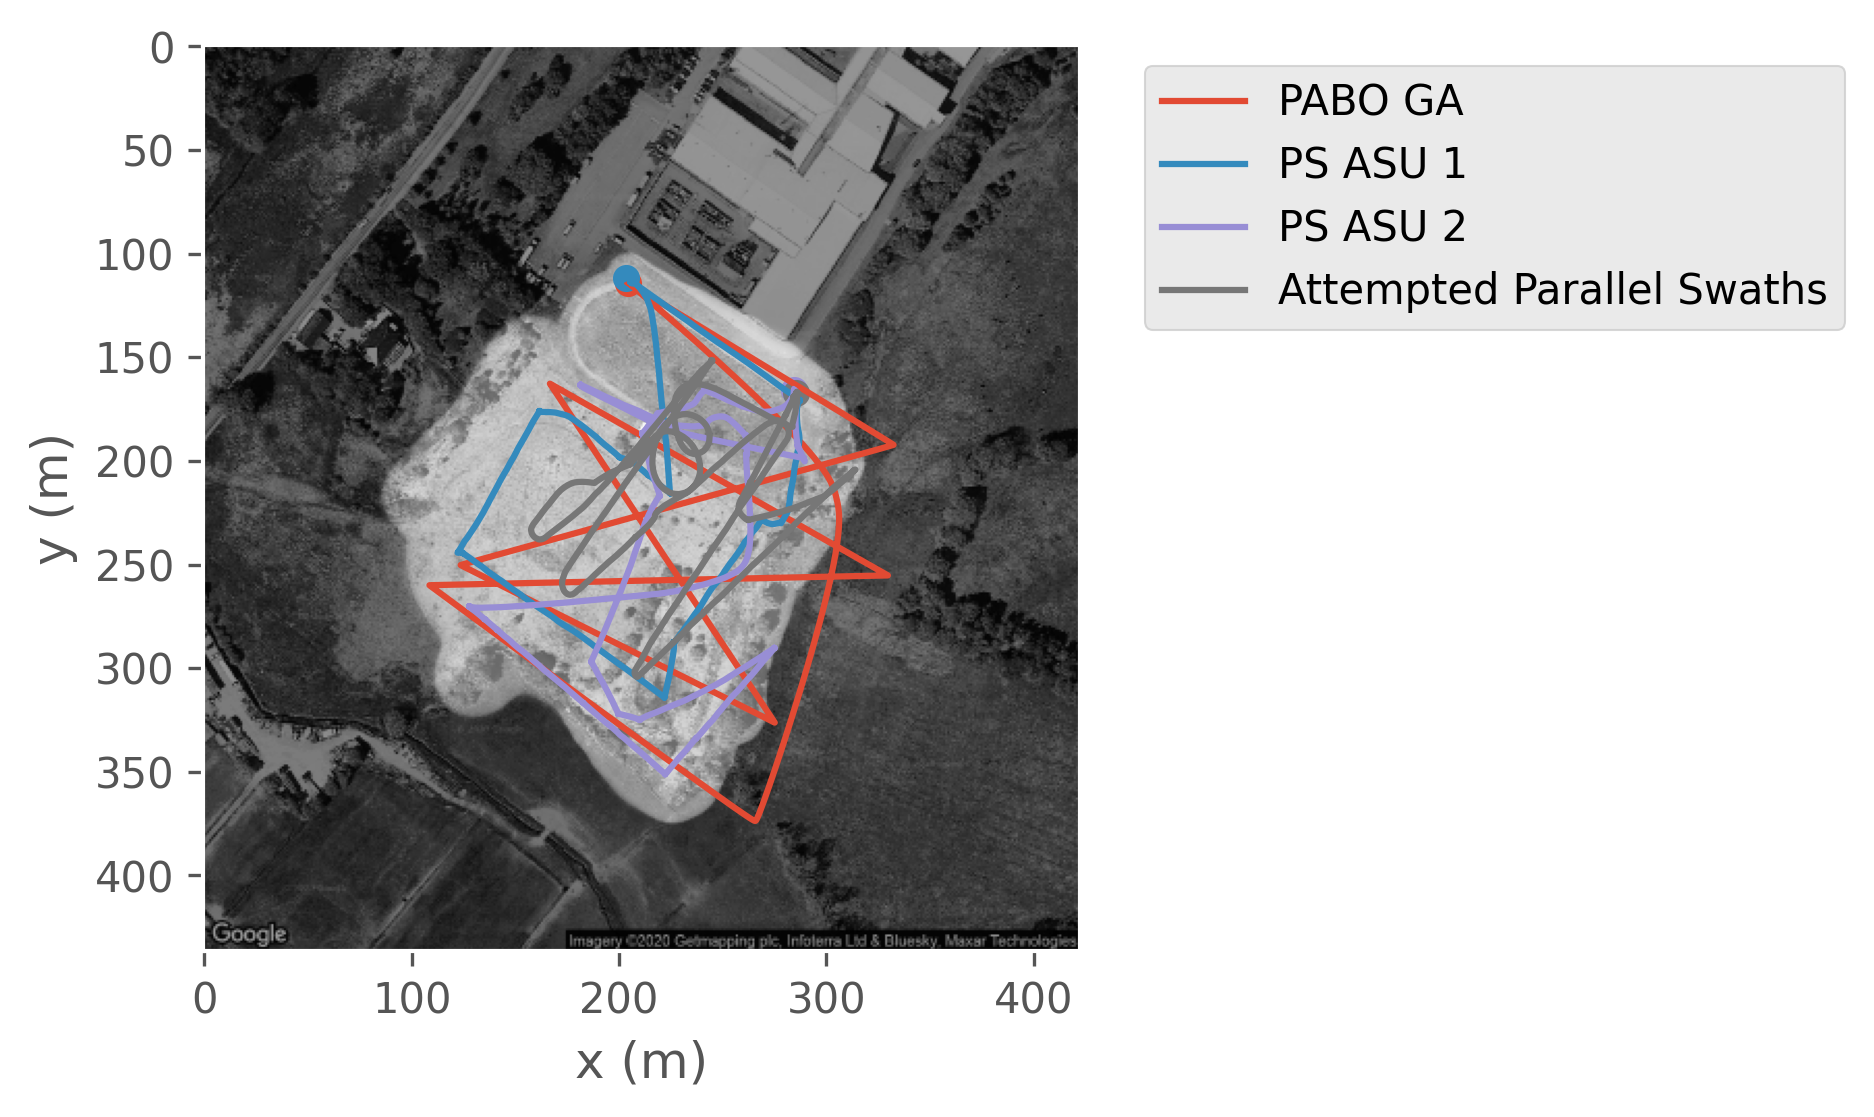 PABO GA
PS ASU 1
PS ASU 2
Attempted Parallel Swaths
0
50
100
150
200
250
300
350
400
y (m)
Google
Imagery ©2020 Getmapping plc, Infoterra Ltd & Bluesky, Maxar Technologies
0
100
200
300
400
x (m)